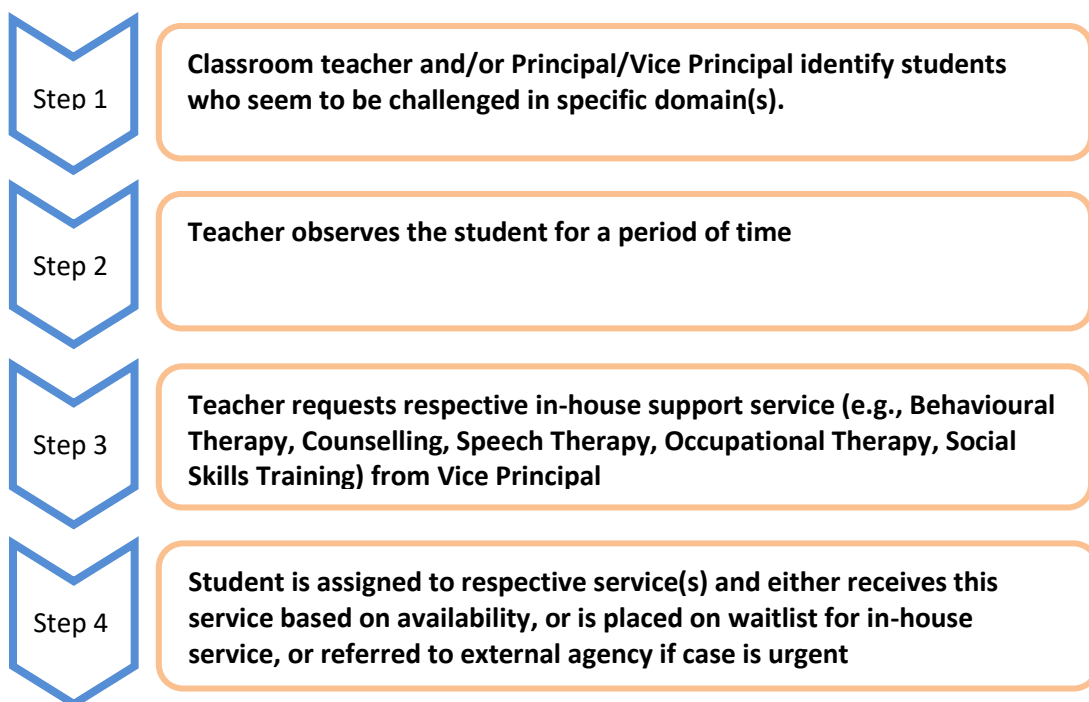 Step 1
Classroom teacher and/or Principal/Vice Principal identify students
who seem to be challenged in specific domain(s).
Step 2
Teacher observes the student for a period of time
Step 3
Teacher requests respective in-house support service (e.g., Behavioural
Therapy, Counselling, Speech Therapy, Occupational Therapy, Social
Skills Training) from Vice Principal
Step 4
Student is assigned to respective service(s) and either receives this
service based on availability, or is placed on waitlist for in-house
service, or referred to external agency if case is urgent